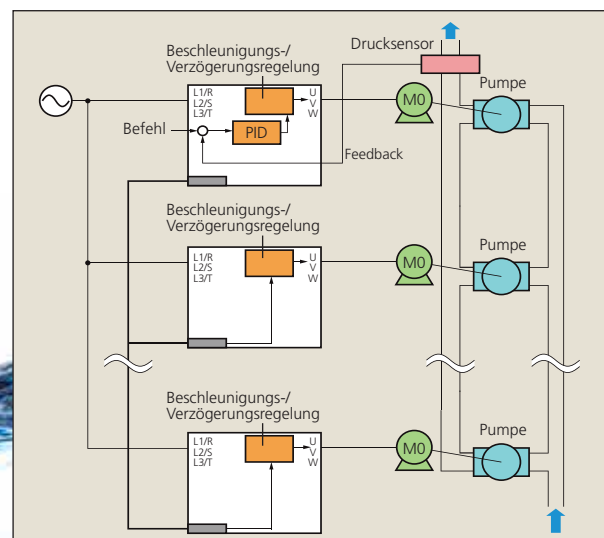 Beschleunigungs-/
Verzögerungsregelung
Drucksensor
L1/R
L2/S
L3/T
U
V
W
M0
Pumpe
Befehl
PID
Feedback
Beschleunigungs-/
Verzögerungsregelung
L1/R
L2/S
L3/T
U
V
W
M0
Pumpe
Beschleunigungs-/
Verzögerungsregelung
L1/R
L2/S
L3/T
U
V
W
M0
Pumpe